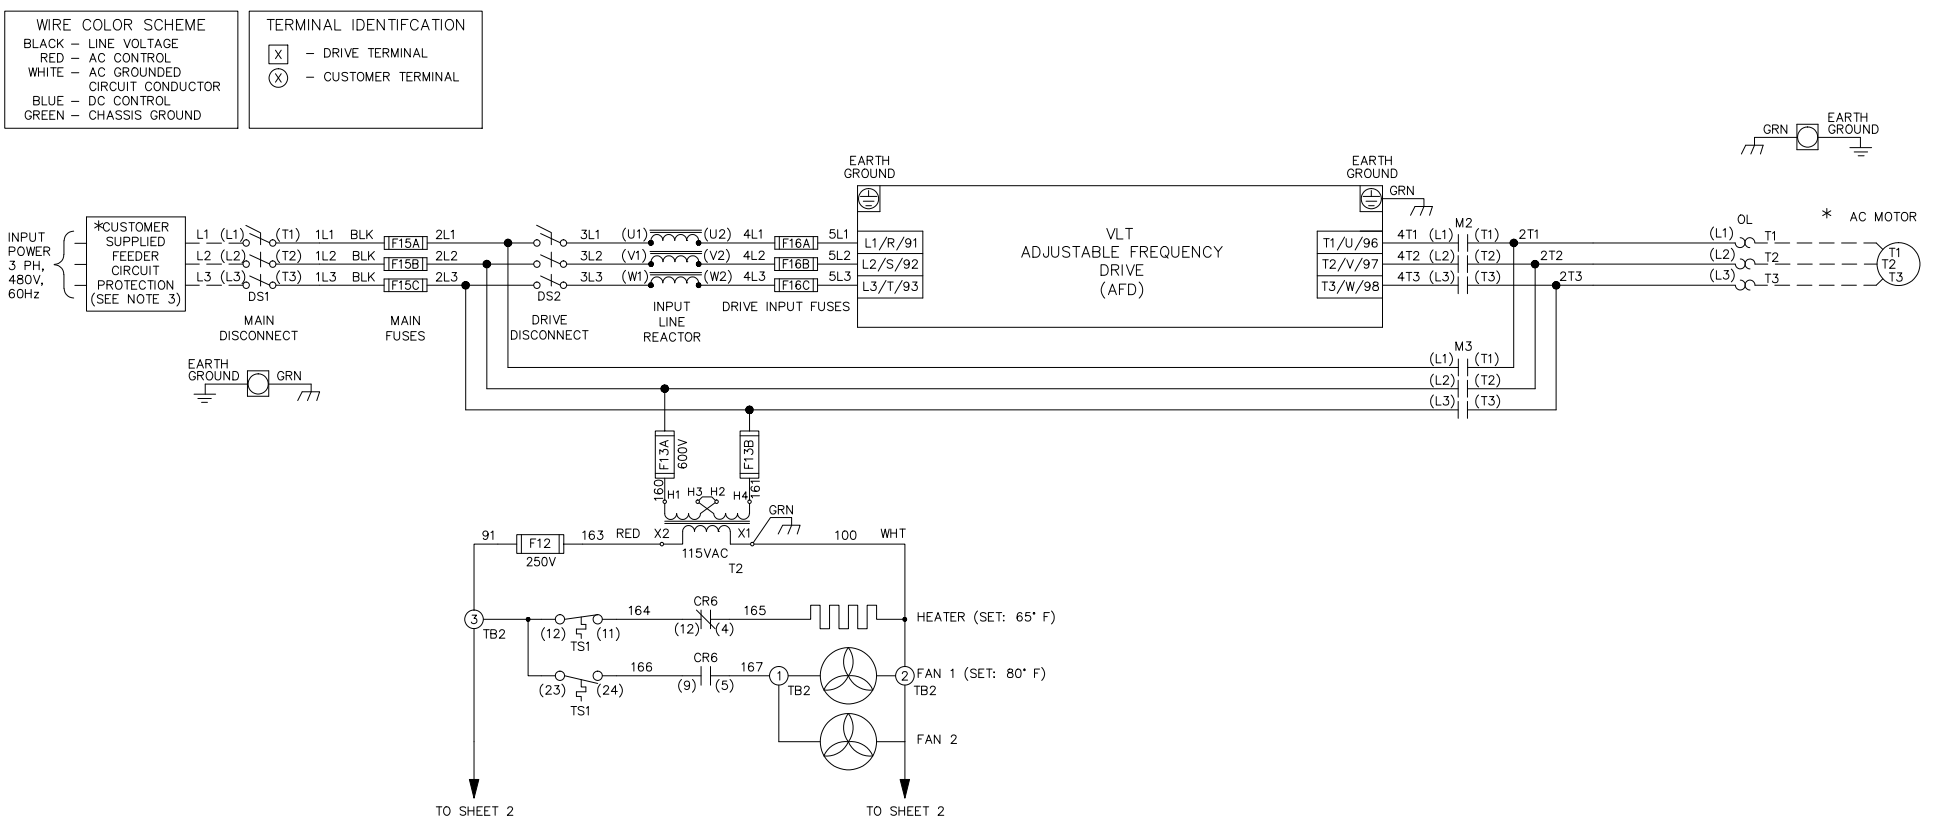 WIRE COLOR SCHEME
BLACK – LINE VOLTAGE
RED – AC CONTROL
WHITE – AC GROUNDED
CIRCUIT CONDUCTOR
BLUE – DC CONTROL
GREEN – CHASSIS GROUND
TERMINAL IDENTIFCATION
X – DRIVE TERMINAL
X – CUSTOMER TERMINAL
GRN
EARTH
GROUND
INPUT
POWER
3 PH,
480V,
60Hz
*CUSTOMER
SUPPLIED
FEEDER
CIRCUIT
PROTECTION
(SEE NOTE 3)
L1 (L1) (T1) 1L1 BLK F15A 2L1
L2 (L2) (T2) 1L2 BLK F15B 2L2
L3 (L3) (T3) 1L3 BLK F15C 2L3
DS1
MAIN
DISCONNECT
MAIN
FUSES
3L1 (U1) (U2) 4L1 F16A 5L1
3L2 (V1) (V2) 4L2 F16B 5L2
3L3 (W1) (W2) 4L3 F16C 5L3
DS2
DRIVE
DISCONNECT
INPUT
LINE
REACTOR
DRIVE INPUT FUSES
EARTH
GROUND
L1/R/91
L2/S/92
L3/T/93
VLT
ADJUSTABLE FREQUENCY
DRIVE
(AFD)
EARTH
GROUND
GRN
T1/U/96
T2/V/97
T3/W/98
M2
4T1 (L1) (T1) 2T1
4T2 (L2) (T2) 2T2
4T3 (L3) (T3) 2T3
OL
(L1) T1
(L2) T2
(L3) T3
* AC MOTOR
T1
T2
T3
M3
(L1) (T1)
(L2) (T2)
(L3) (T3)
EARTH
GROUND
GRN
F13A
600V
F13B
160
161
H1 H3 H2 H4
GRN
91 F12 163 RED X2 X1 100 WHT
250V
115VAC
T2
3
TB2
164 CR6 165
(12) (11) (12) (4)
TS1
HEATER (SET: 65° F)
166 CR6 167
(23) (24) (9) (5)
TS1
1
TB2
2
TB2
FAN 1 (SET: 80° F)
FAN 2
TO SHEET 2
TO SHEET 2